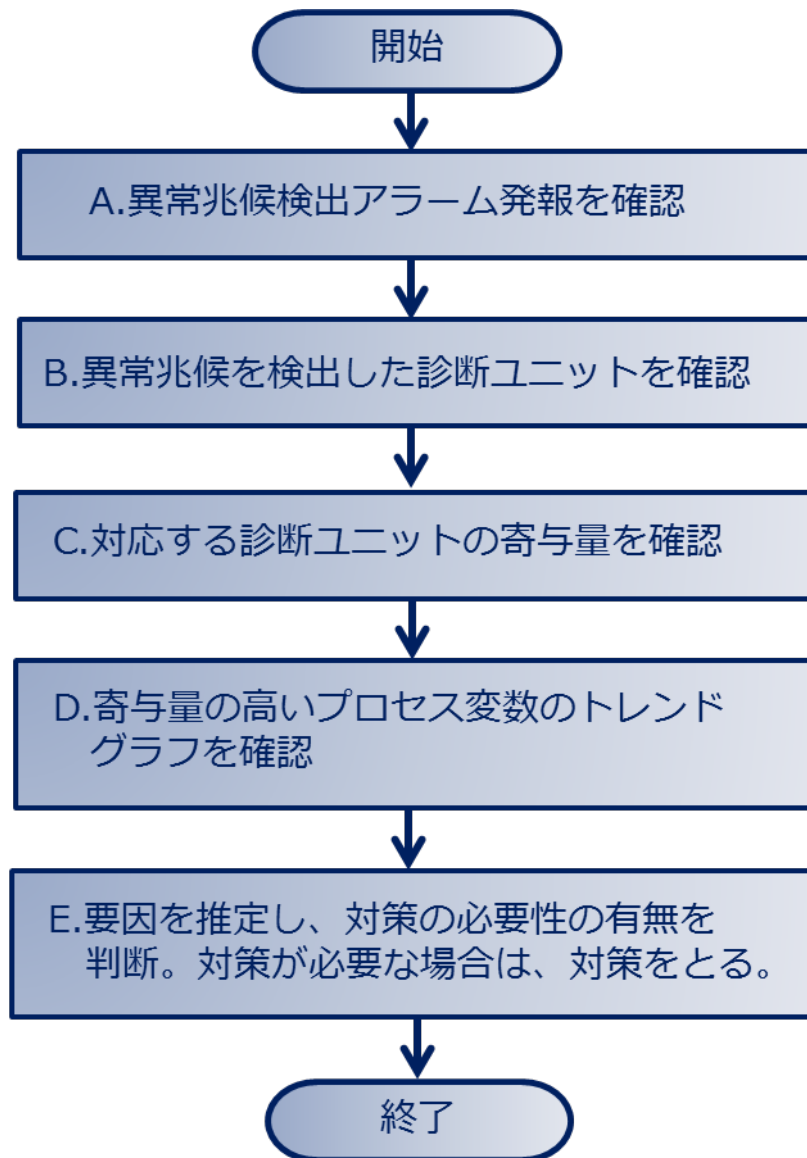 開始
A.異常兆候検出アラーム発報を確認
B.異常兆候を検出した診断ユニットを確認
C.対応する診断ユニットの寄与量を確認
D.寄与量の高いプロセス変数のトレンド
グラフを確認
E.要因を推定し、対策の必要性の有無を
判断。対策が必要な場合は、対策をとる。
終了